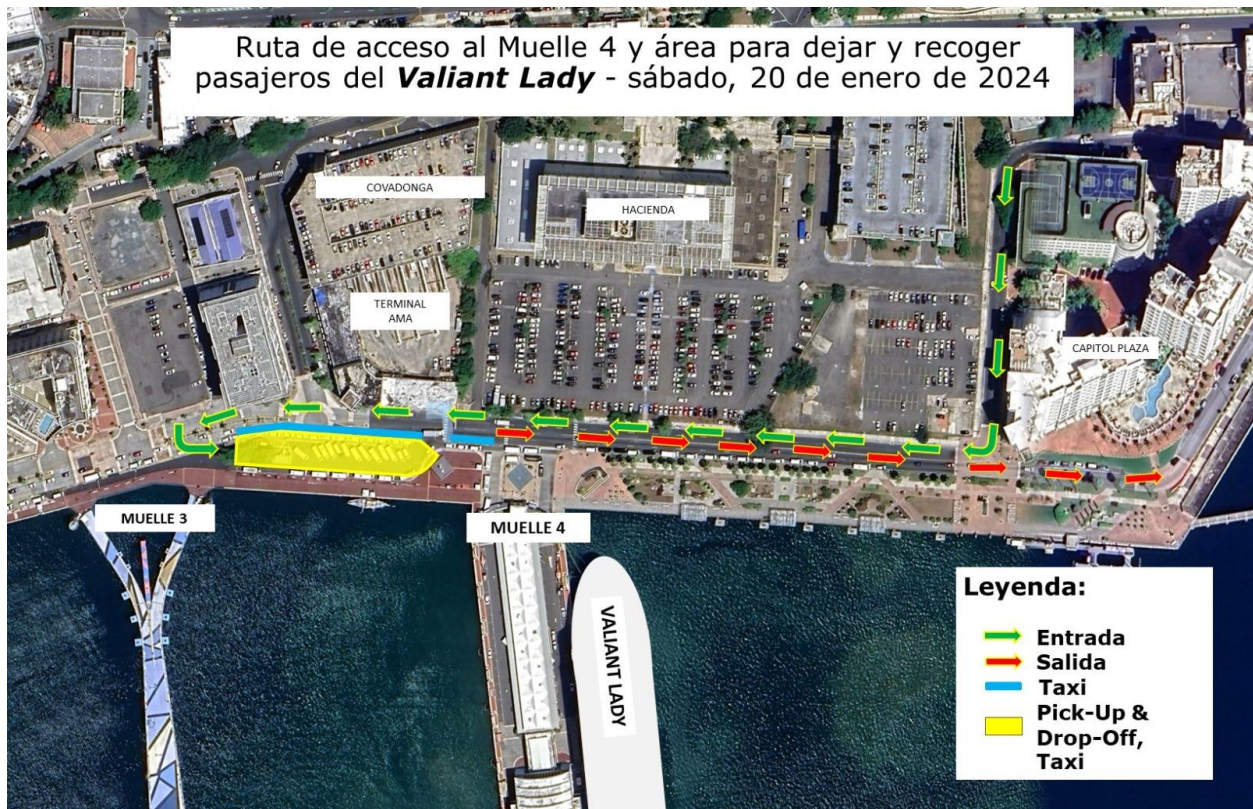 Ruta de acceso al Muelle 4 y área para dejar y recoger
pasajeros del Valiant Lady - sábado, 20 de enero de 2024
COVADONGA
HACIENDA
TERMINAL
AMA
CAPITOL PLAZA
MUELLE 3
MUELLE 4
VALIANT LADY
Leyenda:
Entrada
Salida
Taxi
Pick-Up &
Drop-Off,
Taxi